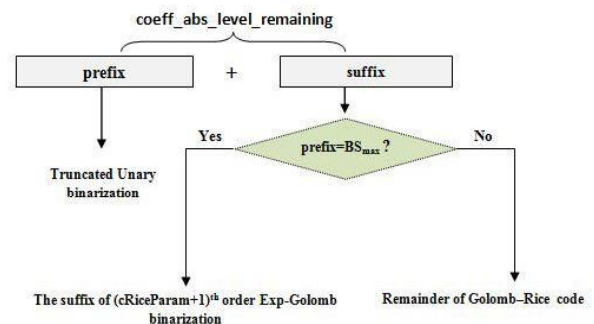 coeff_abs_level_remaining
prefix
+
suffix
Yes
prefix=BSmax ?
No
Truncated Unary
binarization
The suffix of (cRiceParam+1)th order Exp-Golomb
binarization
Remainder of Golomb–Rice code